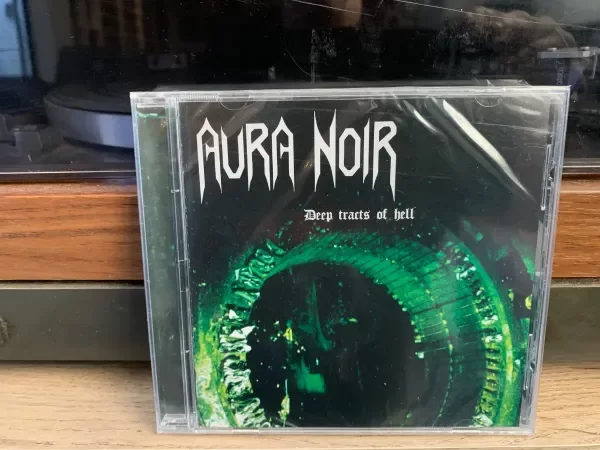 AURA NOIR
Deep tracts of hell